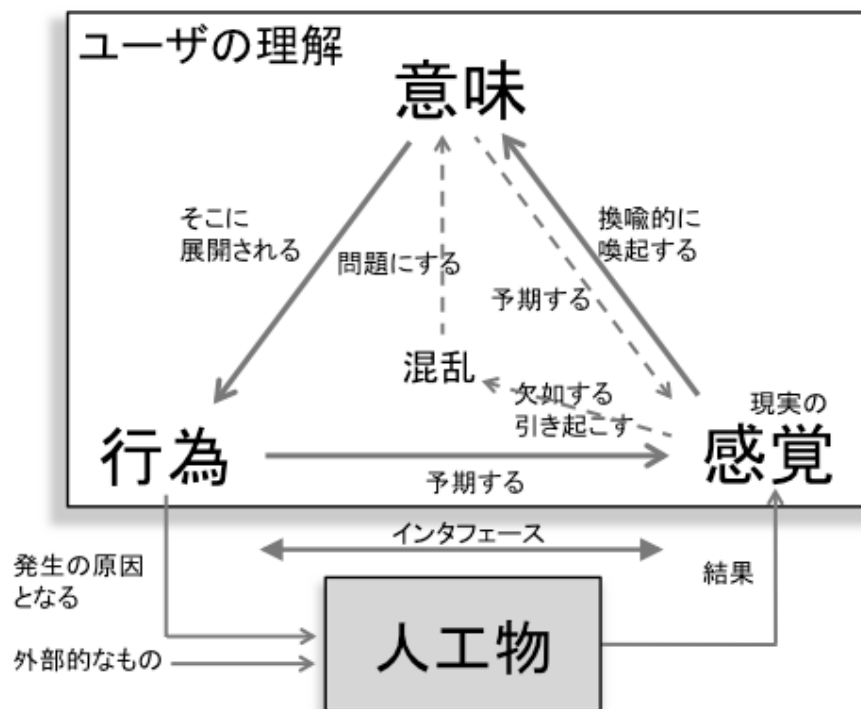 ユーザの理解
意味
そこに
展開される
換喩的に
喚起する
問題にする
予期する
混乱
欠如する
引き起こす
現実の
行為
感覚
予期する
インタフェース
発生の原因
となる
結果
外部的なもの
人工物